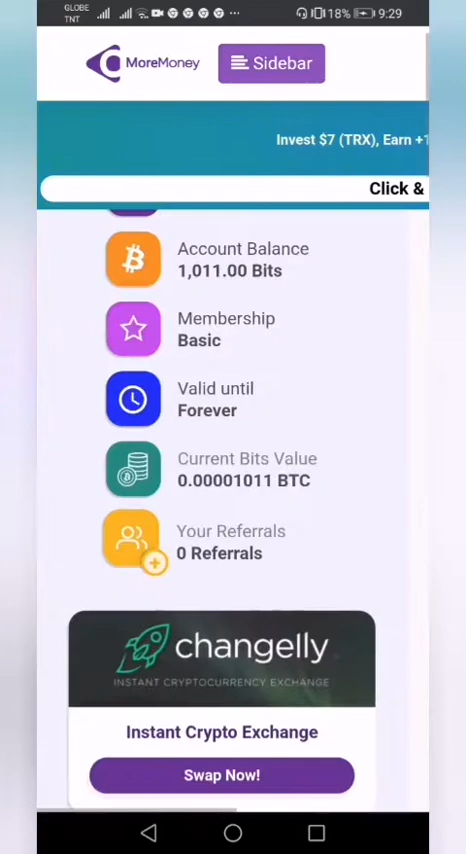 GLOBE
TNT
18%
9:29
MoreMoney
Sidebar
Invest $7 (TRX), Earn +1
Click &
Account Balance
1,011.00 Bits
Membership
Basic
Valid until
Forever
Current Bits Value
0.00001011 BTC
Your Referrals
0 Referrals
changelly
INSTANT CRYPTOCURRENCY EXCHANGE
Instant Crypto Exchange
Swap Now!